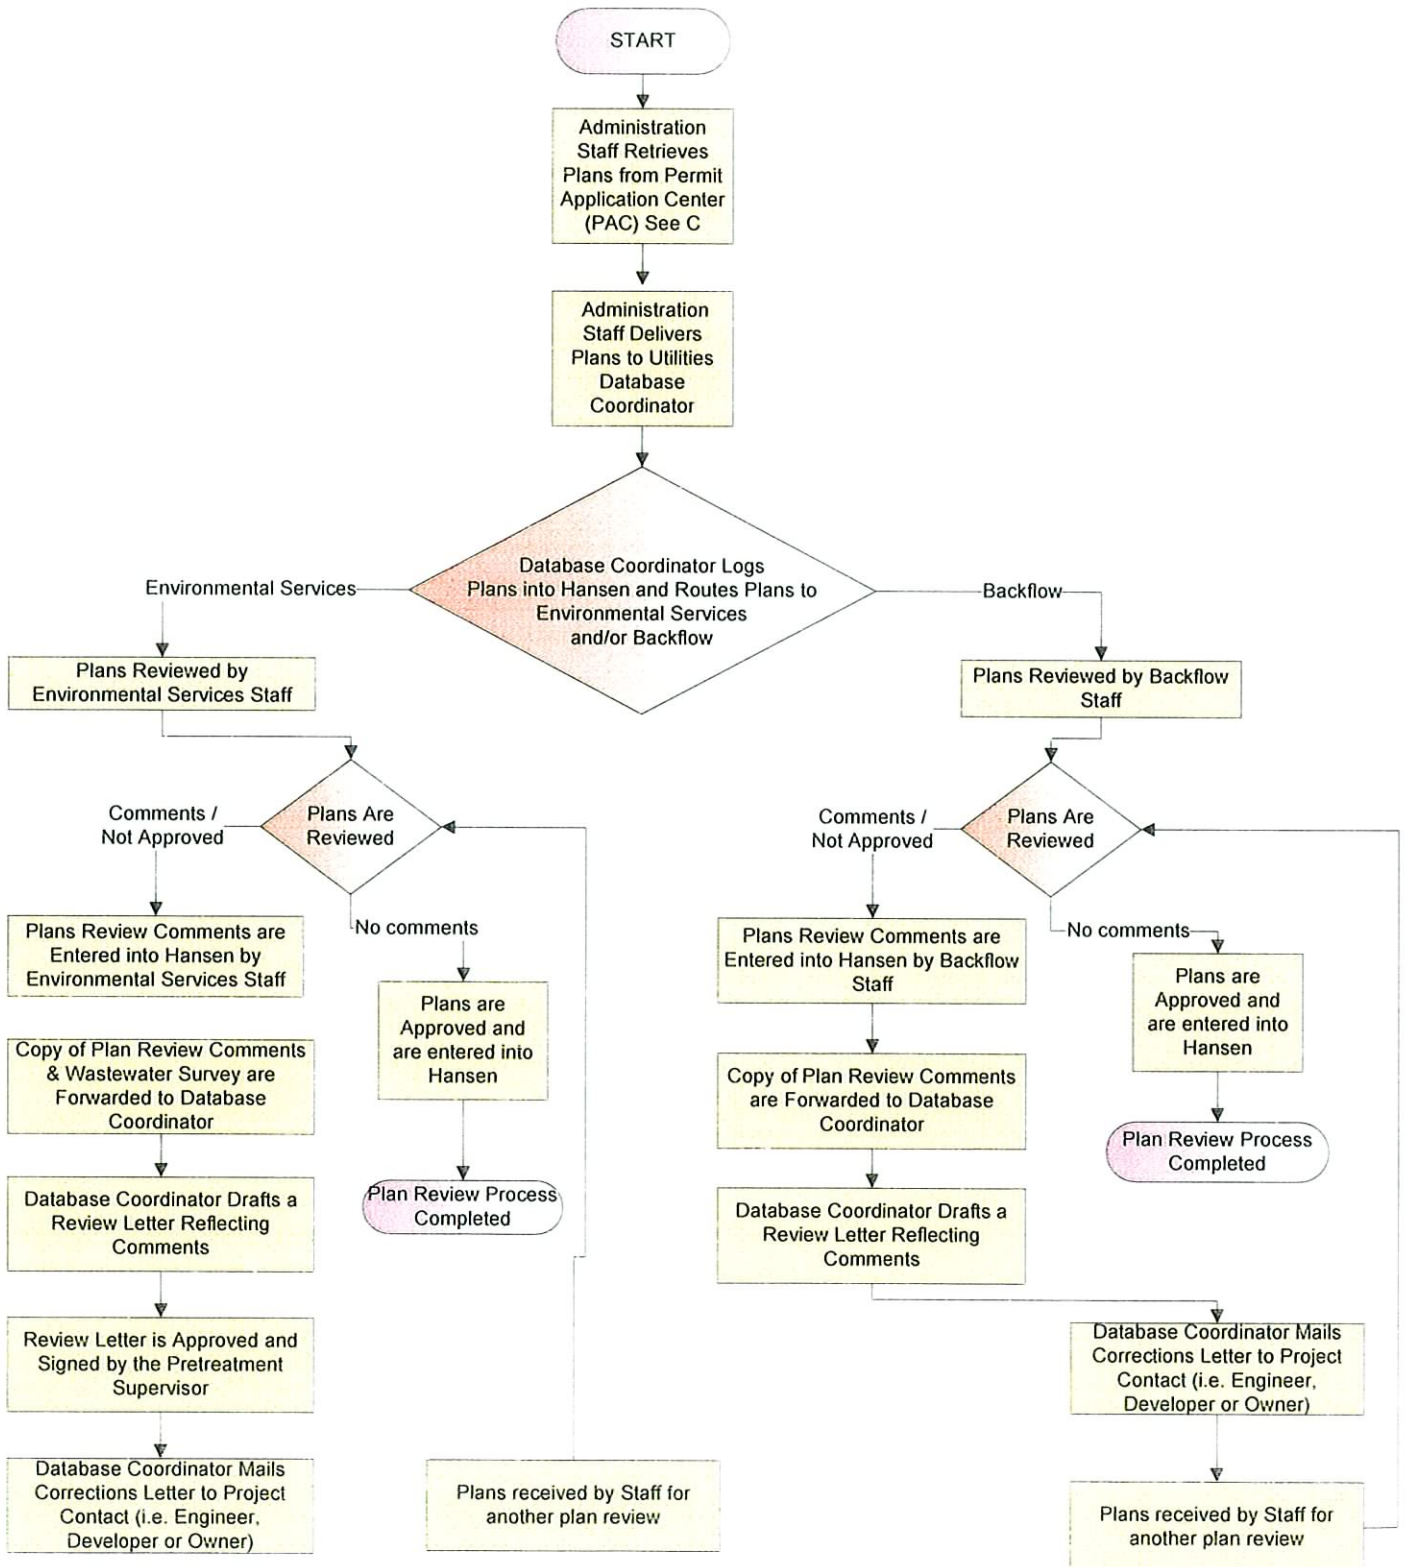 START
Administration
Staff Retrieves
Plans from Permit
Application Center
(PAC) See C
Administration
Staff Delivers
Plans to Utilities
Database
Coordinator
Database Coordinator Logs
Plans into Hansen and Routes Plans to
Environmental Services
and/or Backflow
Environmental Services
Backflow
Plans Reviewed by
Environmental Services Staff
Plans Are
Reviewed
Comments /
Not Approved
No comments
Plans Review Comments are
Entered into Hansen by
Environmental Services Staff
Copy of Plan Review Comments
& Wastewater Survey are
Forwarded to Database
Coordinator
Database Coordinator Drafts a
Review Letter Reflecting
Comments
Review Letter is Approved and
Signed by the Pretreatment
Supervisor
Database Coordinator Mails
Corrections Letter to Project
Contact (i.e. Engineer,
Developer or Owner)
Plans are
Approved and
are entered into
Hansen
Plan Review Process
Completed
Plans received by Staff for
another plan review
Plans Reviewed by Backflow
Staff
Plans Are
Reviewed
Comments /
Not Approved
No comments
Plans Review Comments are
Entered into Hansen by Backflow
Staff
Copy of Plan Review Comments
are Forwarded to Database
Coordinator
Database Coordinator Drafts a
Review Letter Reflecting
Comments
Plans are
Approved and
are entered into
Hansen
Plan Review Process
Completed
Database Coordinator Mails
Corrections Letter to Project
Contact (i.e. Engineer,
Developer or Owner)
Plans received by Staff for
another plan review